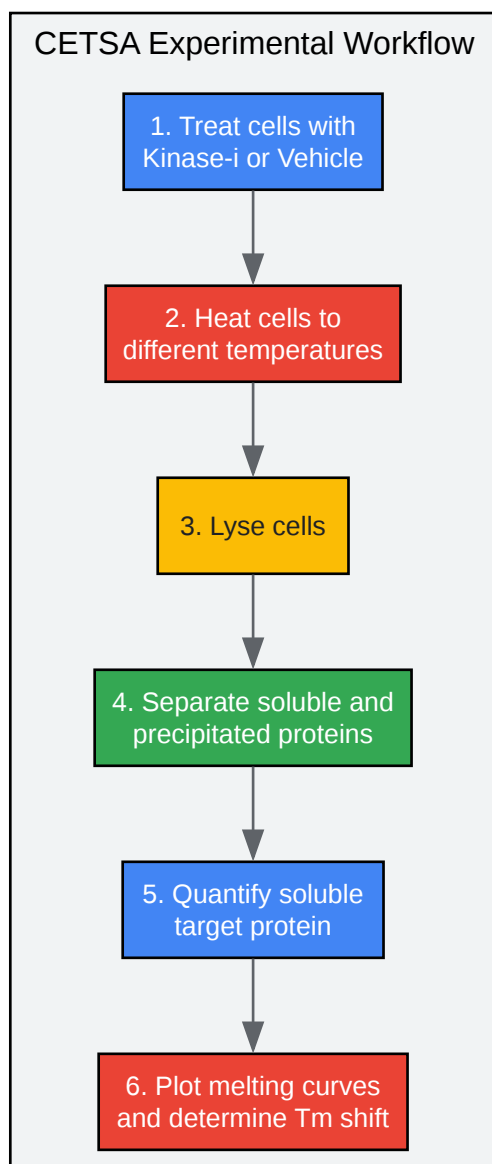 CETSA Experimental Workflow
1. Treat cells with
Kinase-i or Vehicle
2. Heat cells to
different temperatures
3. Lyse cells
4. Separate soluble and
precipitated proteins
5. Quantify soluble
target protein
6. Plot melting curves
and determine Tm shift